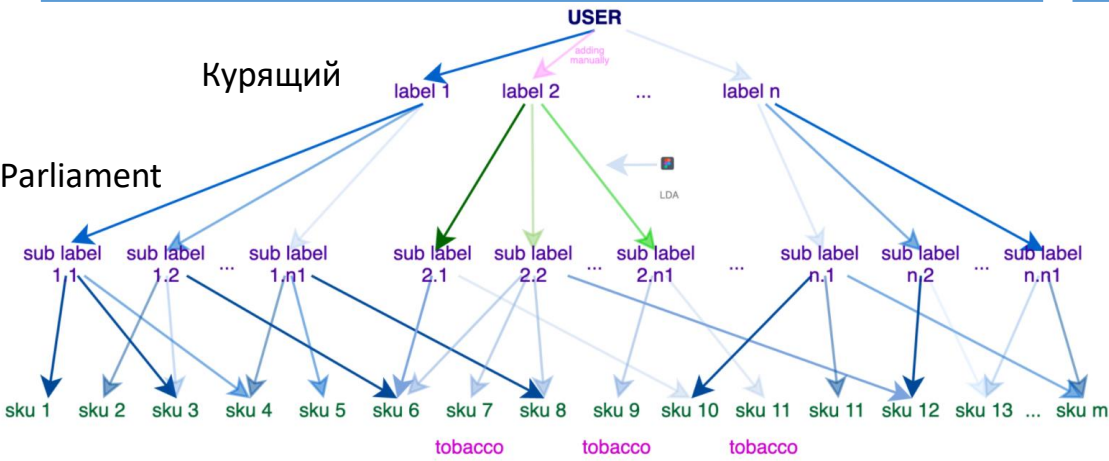 USER
adding
manually
Курящий
label 1 label 2 ... label n
Parliament
LDA
sub label sub label sub label sub label sub label sub label sub label sub label sub label
1.1 1.2 ... 1.n1 2.1 2.2 ... 2.n1 ... n.1 n.2 ... n.n1
sku 1 sku 2 sku 3 sku 4 sku 5 sku 6 sku 7 sku 8 sku 9 sku 10 sku 11 sku 11 sku 12 sku 13 ... sku m
tobacco tobacco tobacco